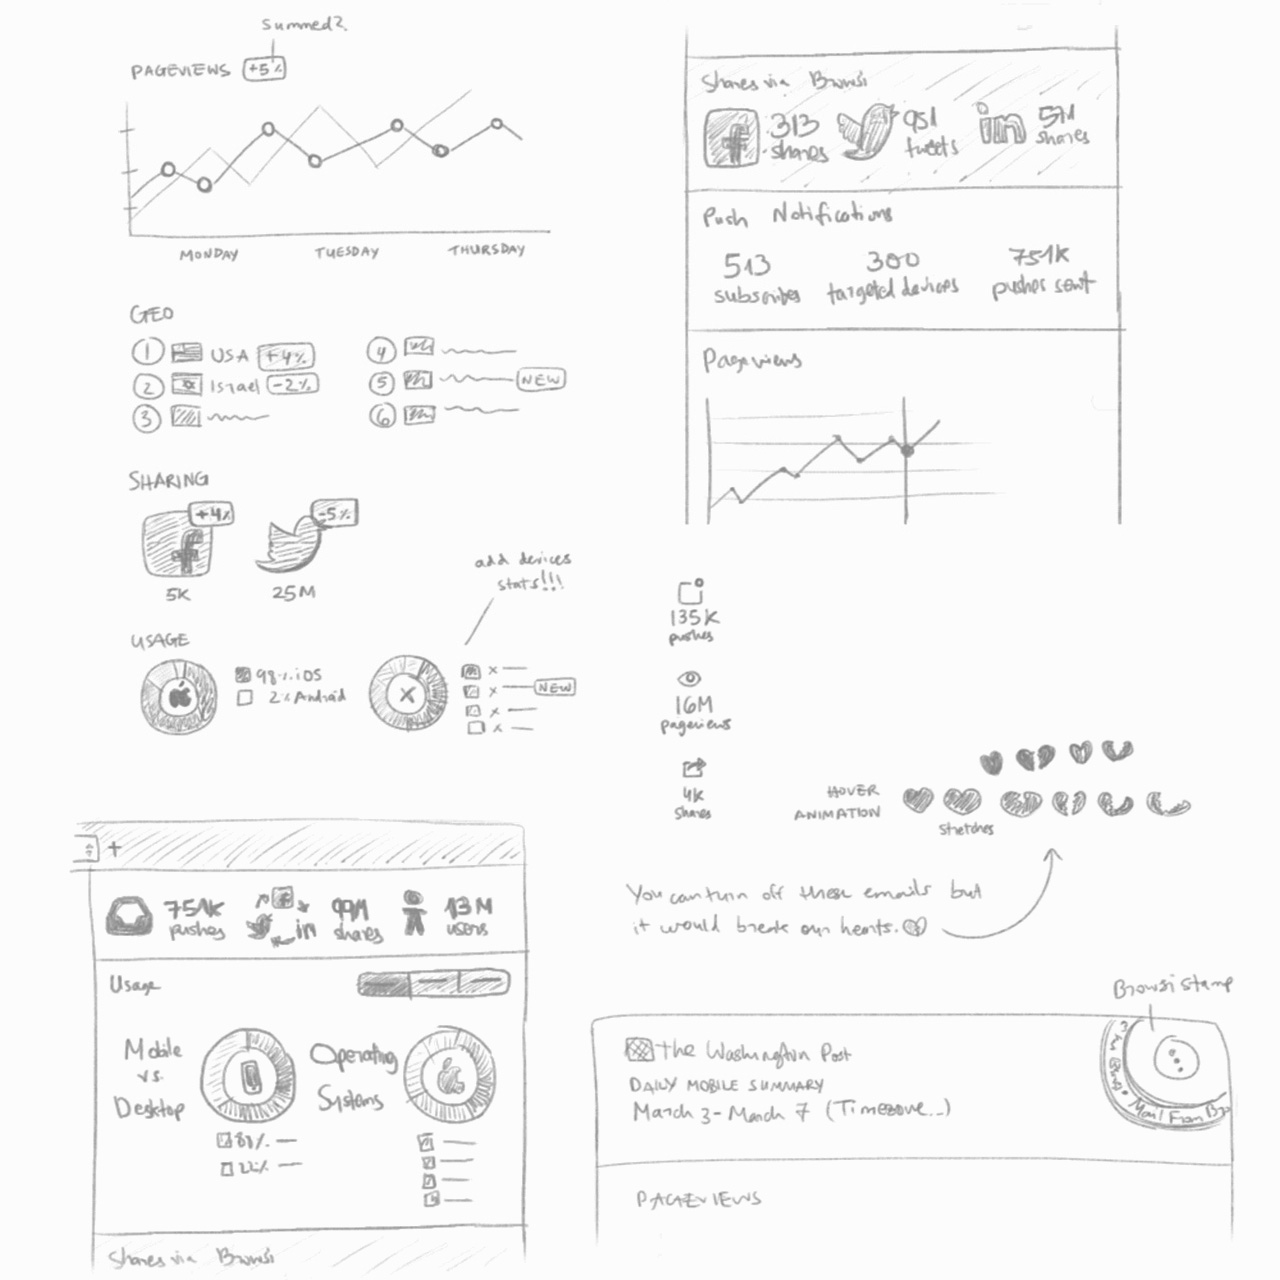 Summed?
PAGEVIEWS +5%
MONDAY TUESDAY THURSDAY
GEO
1 USA +4%
2 Israel -2%
3
4
5 NEW
6
SHARING
+4% -5%
5K 25M
add devices
stats!!!
USAGE
98% iOS
2% Android
X
x
x NEW
x
x
Shares via Browsi
f 313 shares
951 tweets
in 5M shares
Push Notifications
513 300 751K
subscribes targeted devices pushes sent
Pageviews
135K
pushes
16M
pageviews
4K
shares
HOVER
ANIMATION
stretches
You can turn off these emails but
it would break our hearts.
+
751K pushes
f in 99M shares
13M users
Usage
Mobile
vs.
Desktop
Operating
Systems
22%
Shares via Browsi
Browsi stamp
The Washington Post
DAILY MOBILE SUMMARY
March 3 - March 7 (Timezone...)
Mail From
PAGEVIEWS